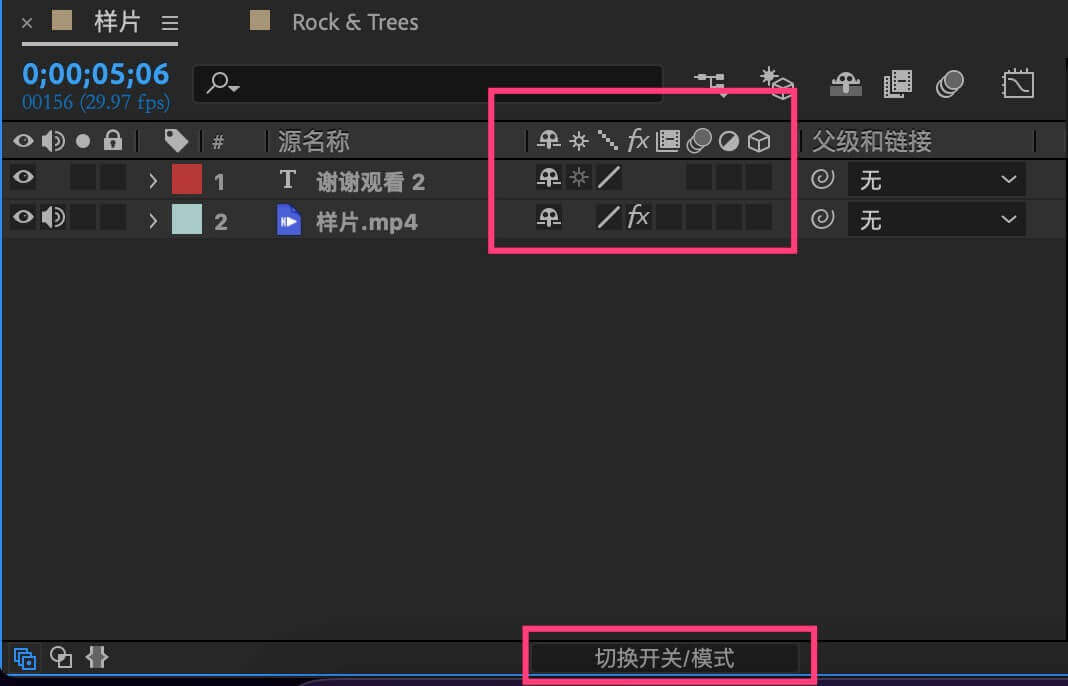 × 样片 Rock & Trees
0;00;05;06
00156 (29.97 fps)
# 源名称 fx 父级和链接
1 T 谢谢观看 2 无
2 样片.mp4 fx 无
切换开关/模式